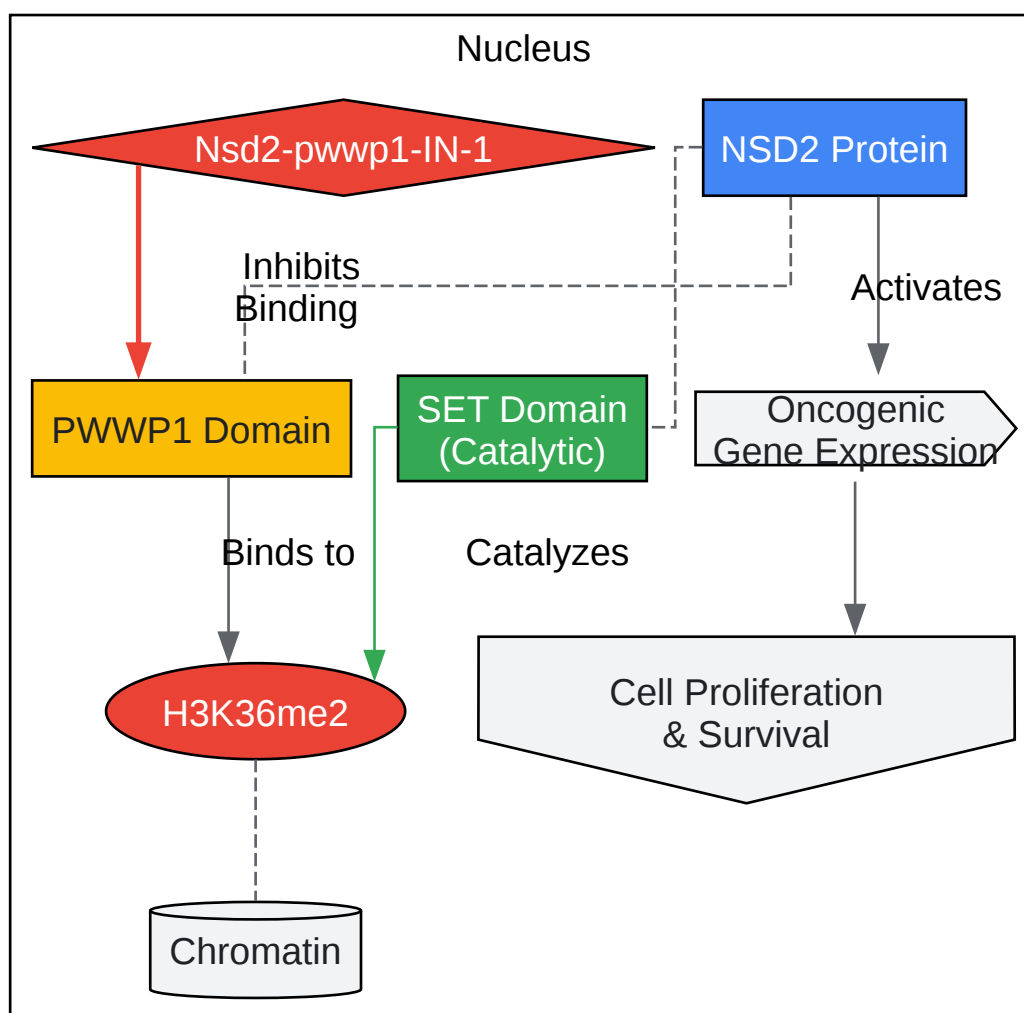 Nucleus
Nsd2-pwwp1-IN-1
NSD2 Protein
Inhibits
Binding
Activates
PWWP1 Domain
SET Domain
(Catalytic)
Oncogenic
Gene Expression
Binds to
Catalyzes
H3K36me2
Cell Proliferation
& Survival
Chromatin